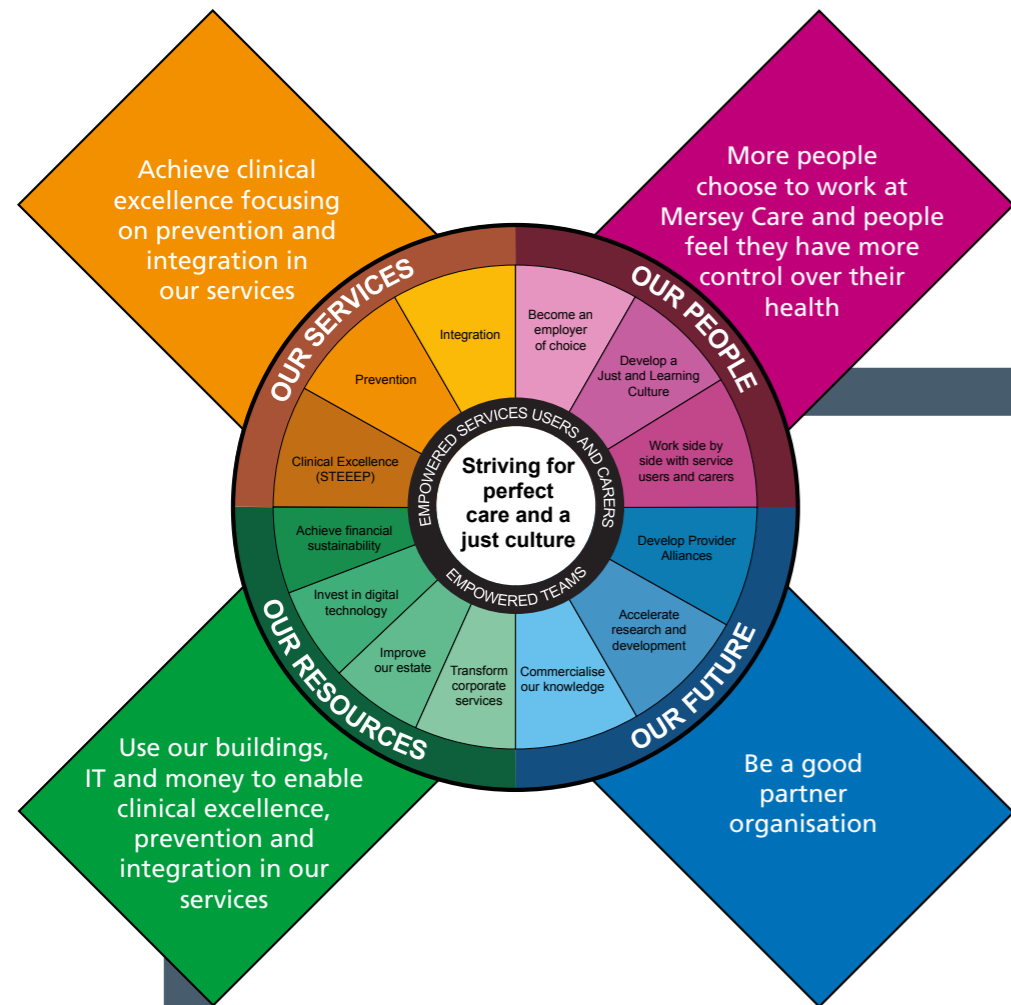 Achieve clinical
excellence focusing
on prevention and
integration in
our services
More people
choose to work at
Mersey Care and people
feel they have more
control over their
health
OUR SERVICES
OUR PEOPLE
Integration
Prevention
Clinical Excellence
(STEEEP)
Become an
employer
of choice
Develop a
Just and Learning
Culture
Work side by
side with service
users and carers
EMPOWERED SERVICES USERS AND CARERS
Striving for
perfect
care and a
just culture
EMPOWERED TEAMS
Achieve financial
sustainability
Invest in digital
technology
Improve
our estate
Transform
corporate
services
Develop Provider
Alliances
Accelerate
research and
development
Commercialise
our knowledge
OUR RESOURCES
OUR FUTURE
Use our buildings,
IT and money to enable
clinical excellence,
prevention and
integration in our
services
Be a good
partner
organisation